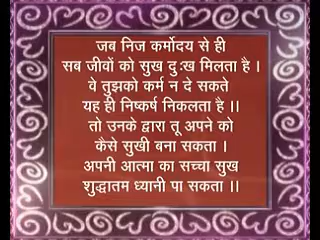 जब निज कर्मोदय से ही
सब जीवों को सुख दुःख मिलता है ।
वे तुझको कर्म न दे सकते
यह ही निष्कर्ष निकलता है ।।
तो उनके द्वारा तू अपने को
कैसे सुखी बना सकता ।
अपनी आत्मा का सच्चा सुख
शुद्धातम ध्यानी पा सकता ।।